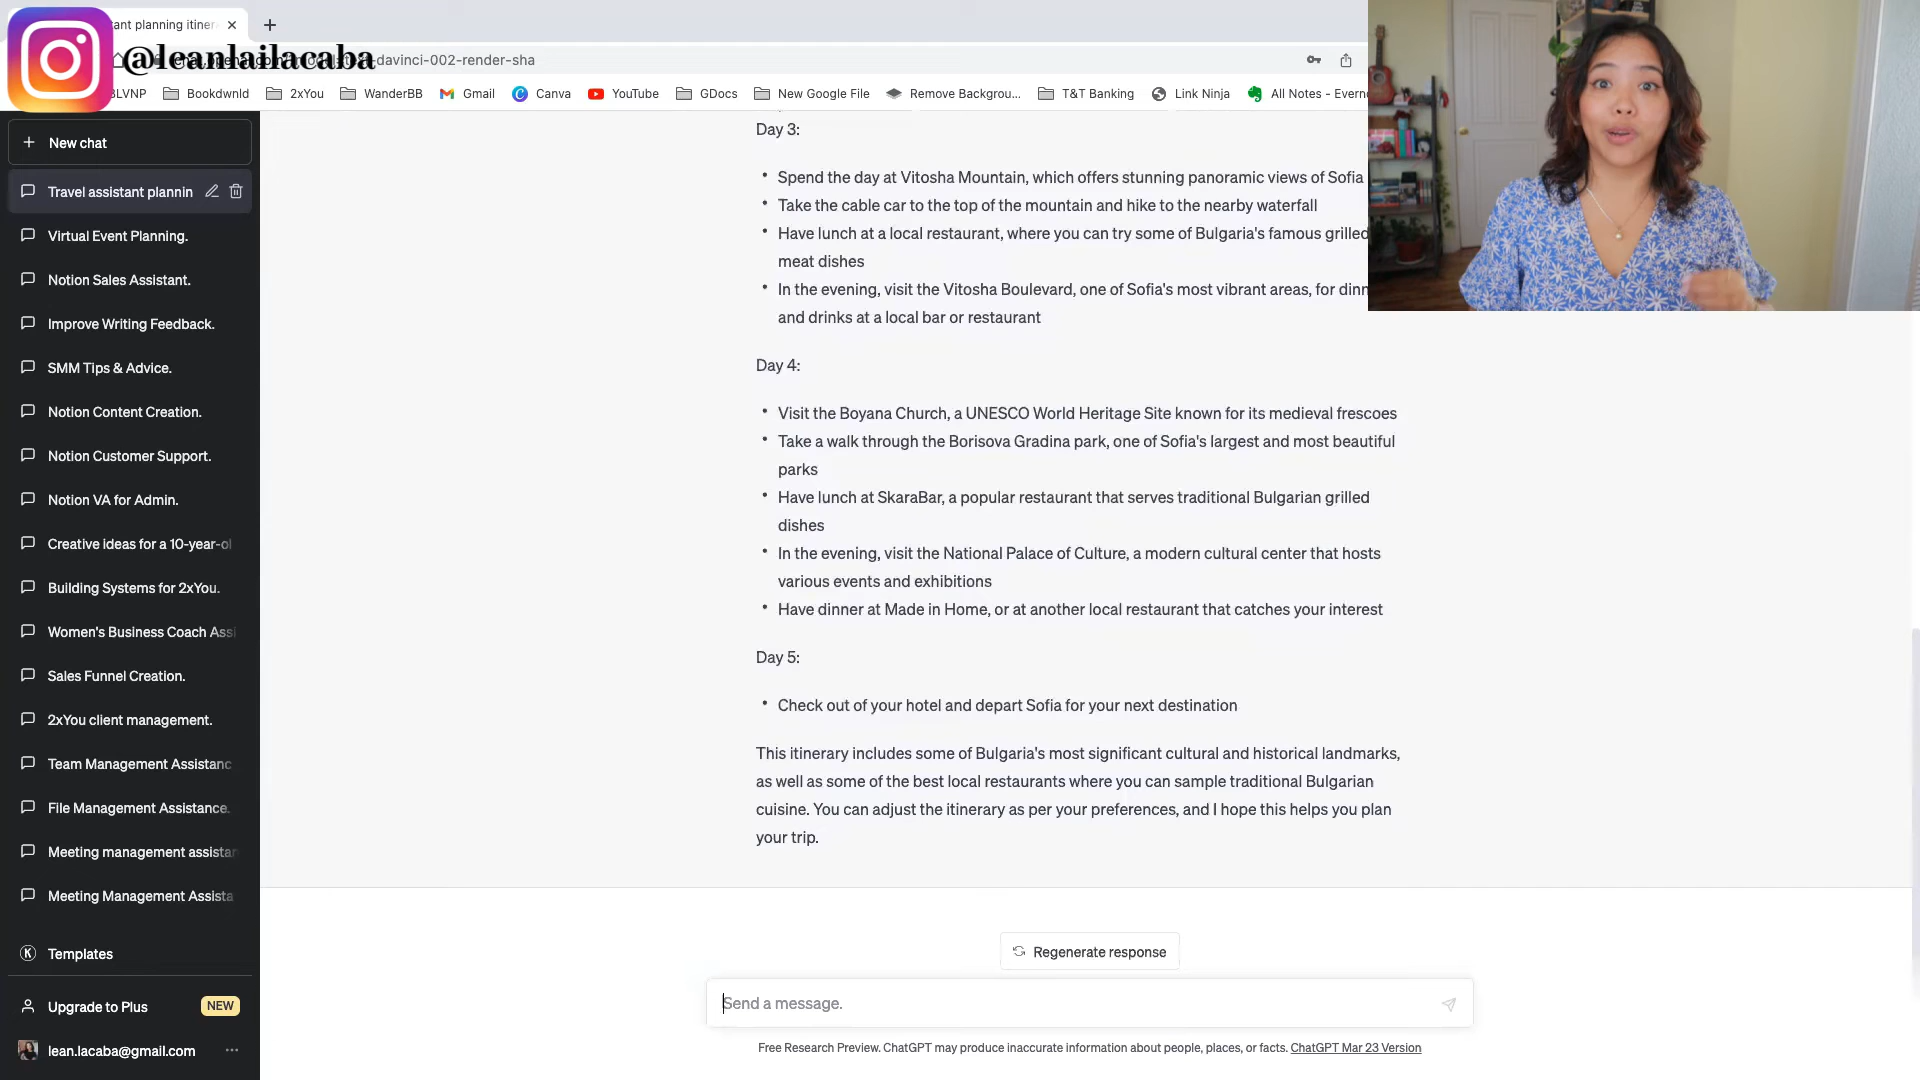 tant planning itiner
@leanlailacaba
davinci-002-render-sha
BLVNP
Bookdwnld
2xYou
WanderBB
Gmail
Canva
YouTube
GDocs
New Google File
Remove Backgrou...
T&T Banking
Link Ninja
All Notes - Evern
New chat
Travel assistant plannin
Virtual Event Planning.
Notion Sales Assistant.
Improve Writing Feedback.
SMM Tips & Advice.
Notion Content Creation.
Notion Customer Support.
Notion VA for Admin.
Creative ideas for a 10-year-ol
Building Systems for 2xYou.
Women's Business Coach Assi
Sales Funnel Creation.
2xYou client management.
Team Management Assistanc
File Management Assistance.
Meeting management assistan
Meeting Management Assista
Templates
Upgrade to Plus
NEW
lean.lacaba@gmail.com
Day 3:
• Spend the day at Vitosha Mountain, which offers stunning panoramic views of Sofia
• Take the cable car to the top of the mountain and hike to the nearby waterfall
• Have lunch at a local restaurant, where you can try some of Bulgaria's famous grilled
meat dishes
• In the evening, visit the Vitosha Boulevard, one of Sofia's most vibrant areas, for dinn
and drinks at a local bar or restaurant
Day 4:
• Visit the Boyana Church, a UNESCO World Heritage Site known for its medieval frescoes
• Take a walk through the Borisova Gradina park, one of Sofia's largest and most beautiful
parks
• Have lunch at SkaraBar, a popular restaurant that serves traditional Bulgarian grilled
dishes
• In the evening, visit the National Palace of Culture, a modern cultural center that hosts
various events and exhibitions
• Have dinner at Made in Home, or at another local restaurant that catches your interest
Day 5:
• Check out of your hotel and depart Sofia for your next destination
This itinerary includes some of Bulgaria's most significant cultural and historical landmarks,
as well as some of the best local restaurants where you can sample traditional Bulgarian
cuisine. You can adjust the itinerary as per your preferences, and I hope this helps you plan
your trip.
Regenerate response
Send a message.
Free Research Preview. ChatGPT may produce inaccurate information about people, places, or facts. ChatGPT Mar 23 Version